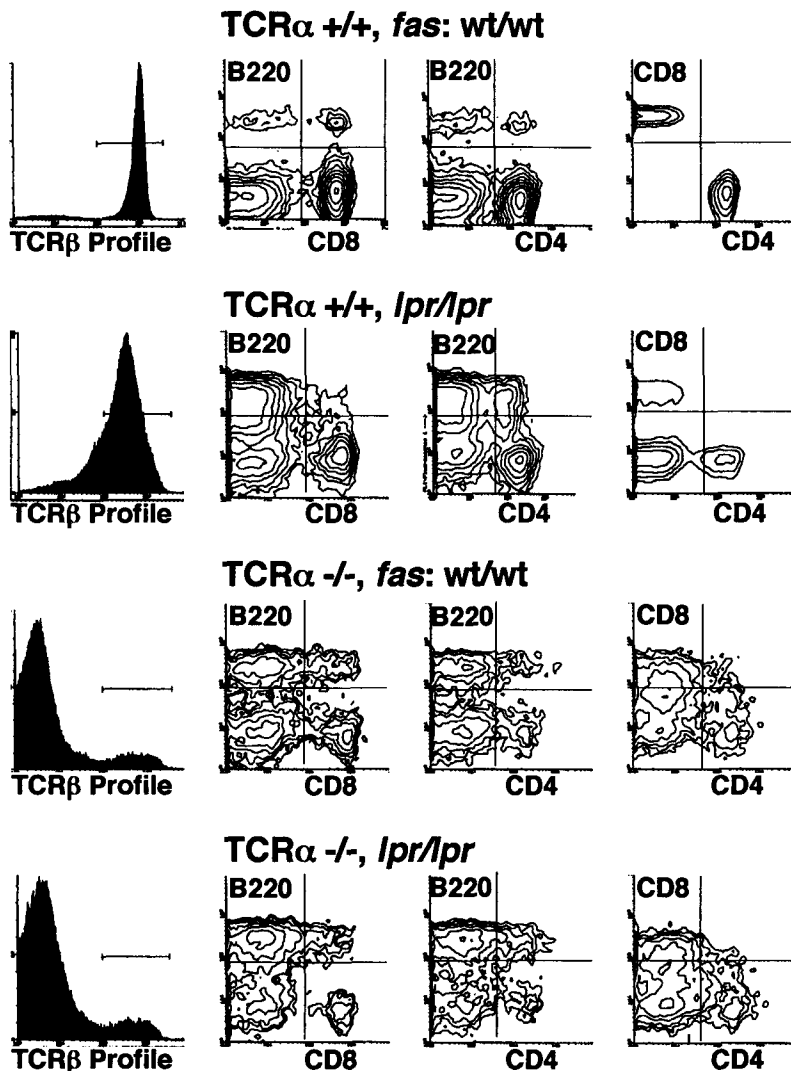 TCRα +/+, fas: wt/wt
B220 B220 CD8
TCRβ Profile CD8 CD4 CD4
TCRα +/+, lpr/lpr
B220 B220 CD8
TCRβ Profile CD8 CD4 CD4
TCRα -/-, fas: wt/wt
B220 B220 CD8
TCRβ Profile CD8 CD4 CD4
TCRα -/-, lpr/lpr
B220 B220 CD8
TCRβ Profile CD8 CD4 CD4